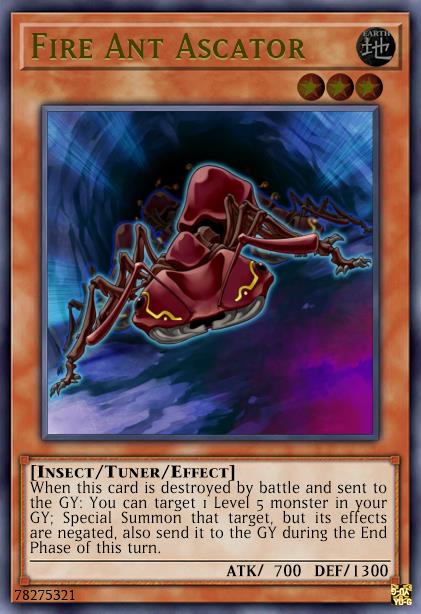 Fire Ant Ascator
EARTH
地
[Insect/Tuner/Effect]
When this card is destroyed by battle and sent to
the GY: You can target 1 Level 5 monster in your
GY; Special Summon that target, but its effects
are negated, also send it to the GY during the End
Phase of this turn.
ATK/ 700 DEF/1300
78275321